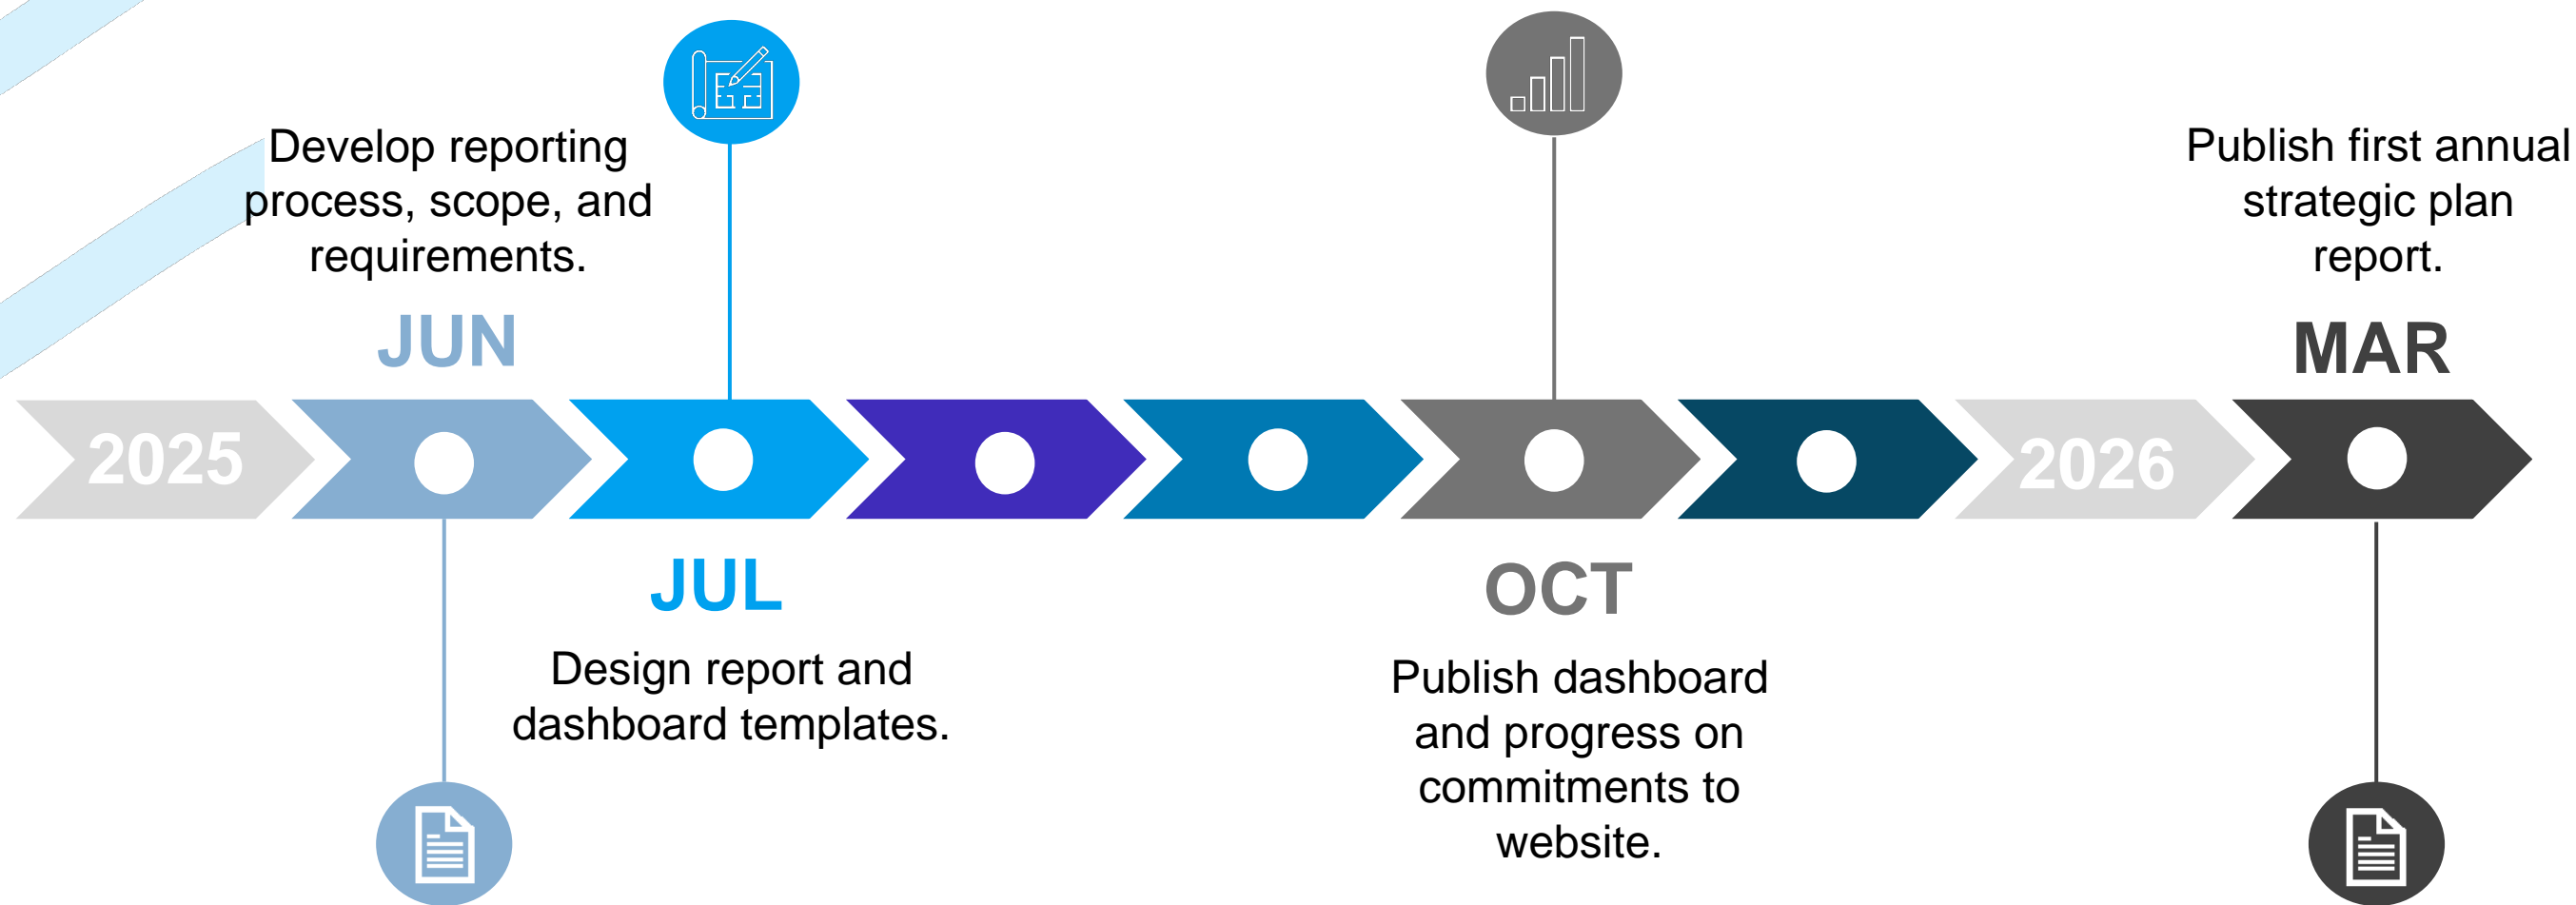 Develop reporting
process, scope, and
requirements.
JUN
Publish first annual
strategic plan
report.
MAR
2025
2026
JUL
Design report and
dashboard templates.
OCT
Publish dashboard
and progress on
commitments to
website.